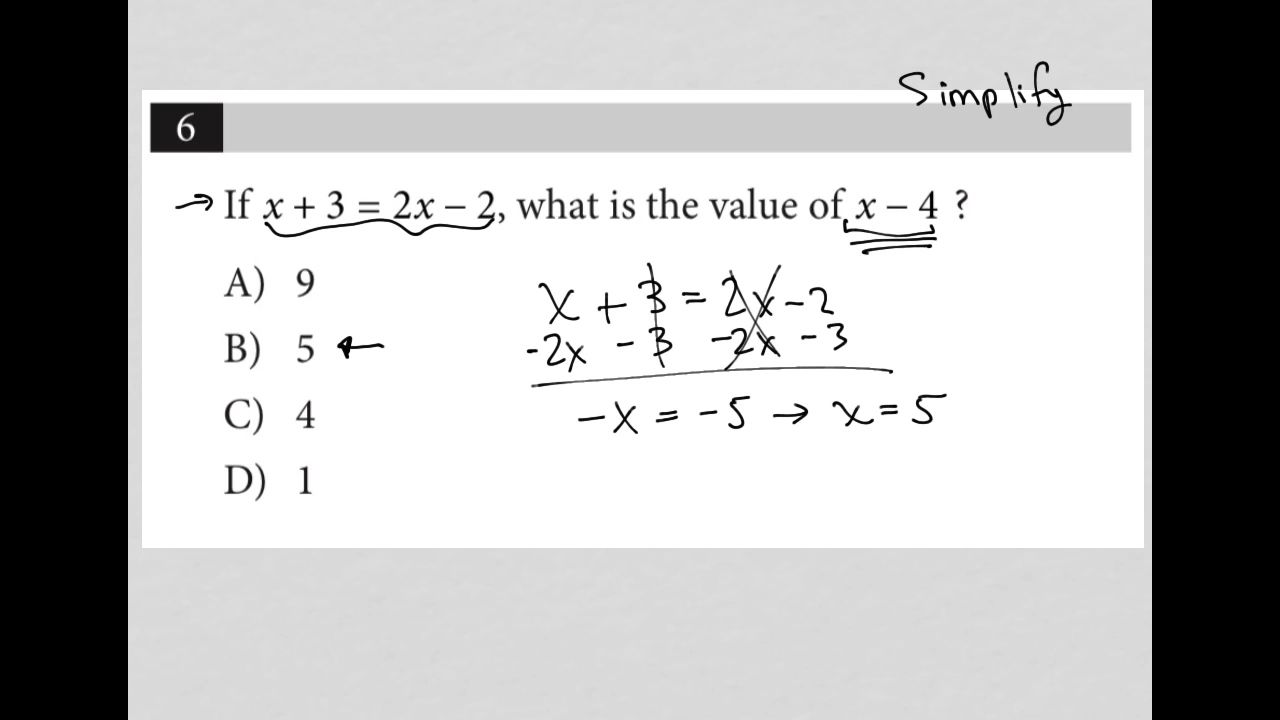 Simplify
6
If x + 3 = 2x − 2, what is the value of x − 4 ?
A) 9
B) 5 ←
C) 4
D) 1
x + 3 = 2x - 2
-2x - 3 -2x - 3
-x = -5 → x = 5